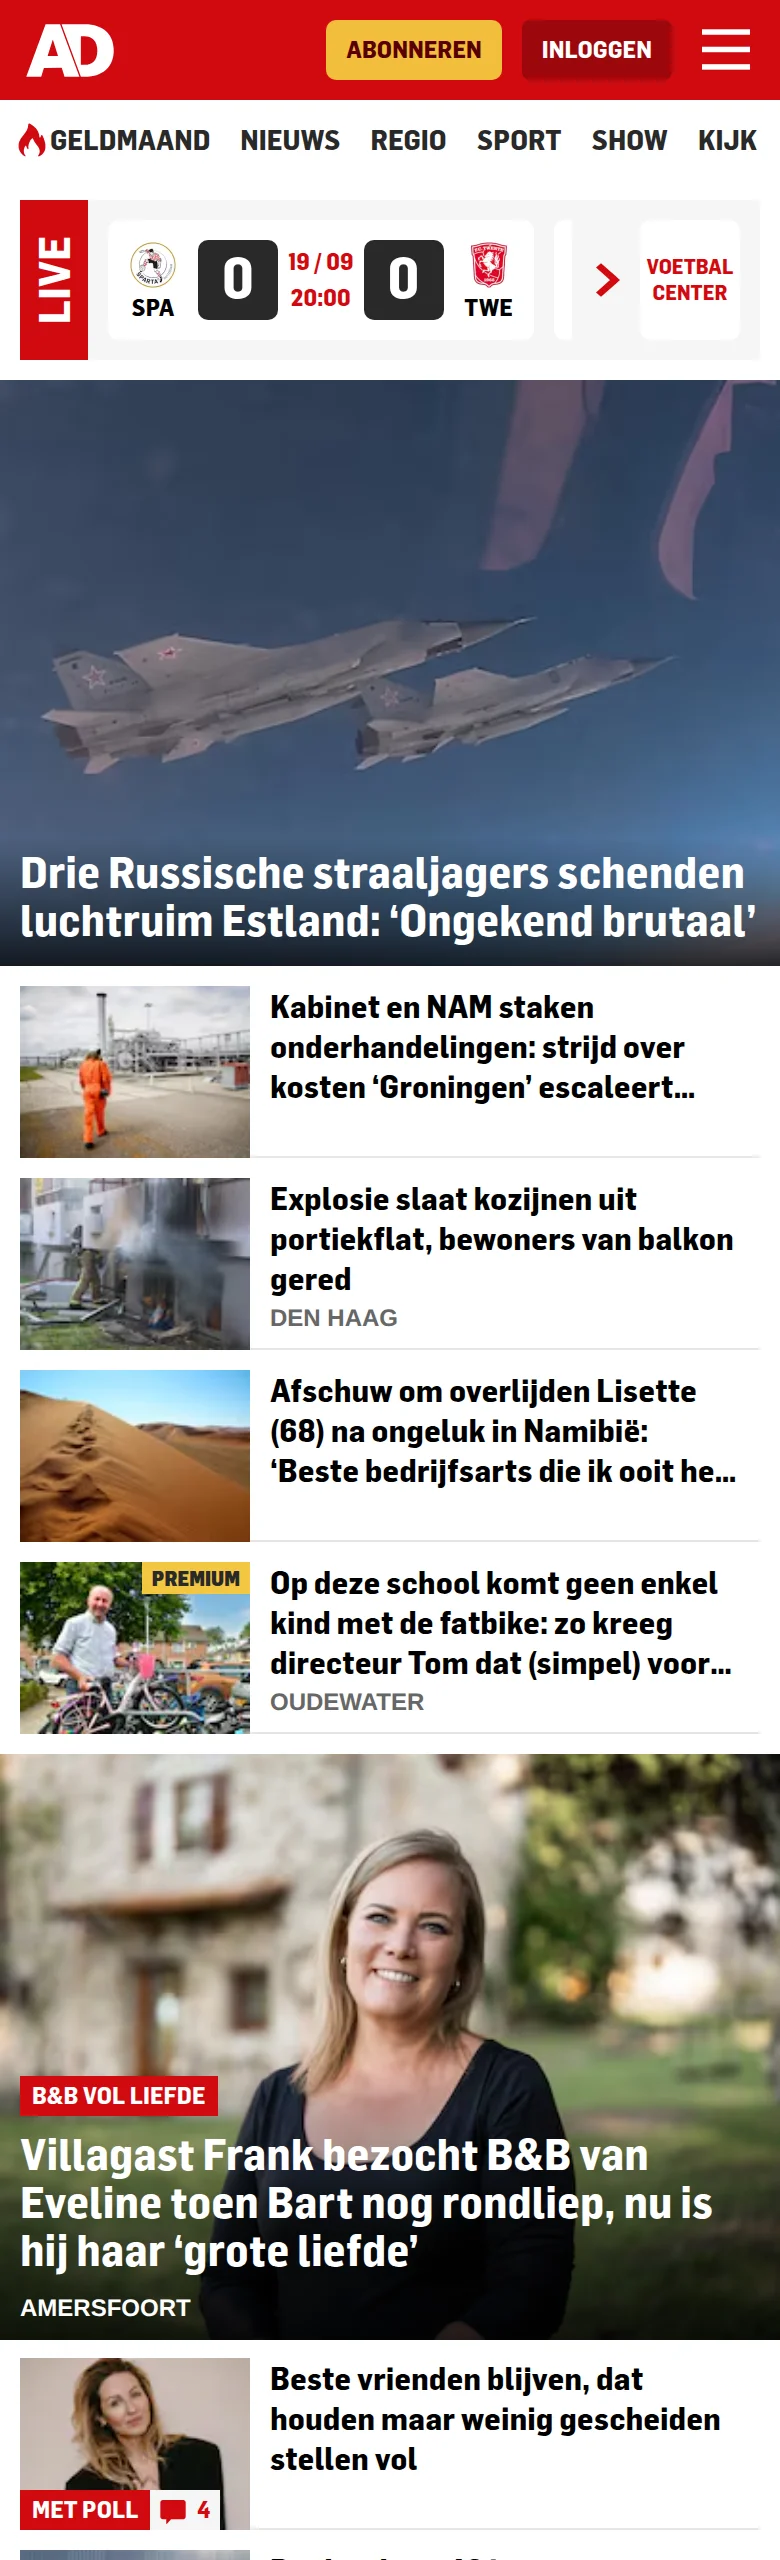 AD
ABONNEREN
INLOGGEN
GELDMAAND NIEUWS REGIO SPORT SHOW KIJK
LIVE
SPARTA
SPA
0
19 / 09
20:00
0
TWE
VOETBAL
CENTER
Drie Russische straaljagers schenden
luchtruim Estland: ‘Ongekend brutaal’
Kabinet en NAM staken
onderhandelingen: strijd over
kosten ‘Groningen’ escaleert...
Explosie slaat kozijnen uit
portiekflat, bewoners van balkon
gered
DEN HAAG
Afschuw om overlijden Lisette
(68) na ongeluk in Namibië:
‘Beste bedrijfsarts die ik ooit he...
PREMIUM
Op deze school komt geen enkel
kind met de fatbike: zo kreeg
directeur Tom dat (simpel) voor...
OUDEWATER
B&B VOL LIEFDE
Villagast Frank bezocht B&B van
Eveline toen Bart nog rondliep, nu is
hij haar ‘grote liefde’
AMERSFOORT
Beste vrienden blijven, dat
houden maar weinig gescheiden
stellen vol
MET POLL
4